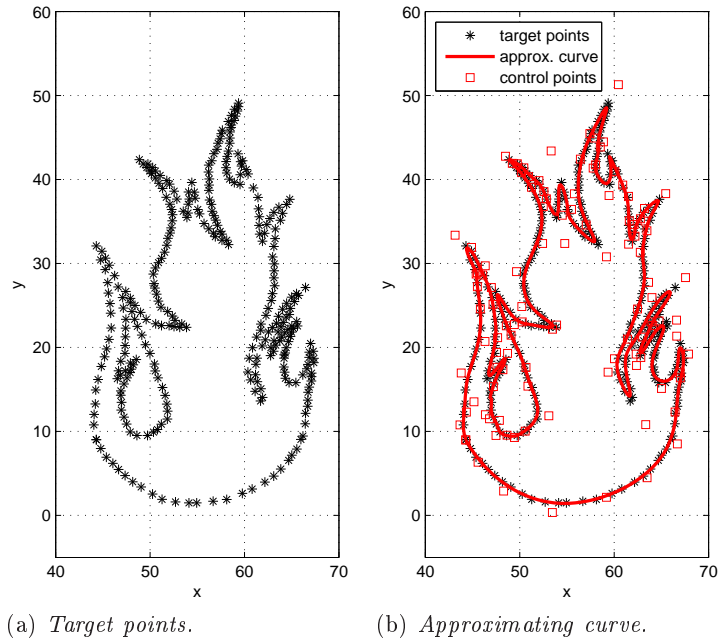 60
50
40
30
20
10
0
y
40
50
60
70
x
(a) Target points.
60
50
40
30
20
10
0
y
target points
approx. curve
control points
40
50
60
70
x
(b) Approximating curve.